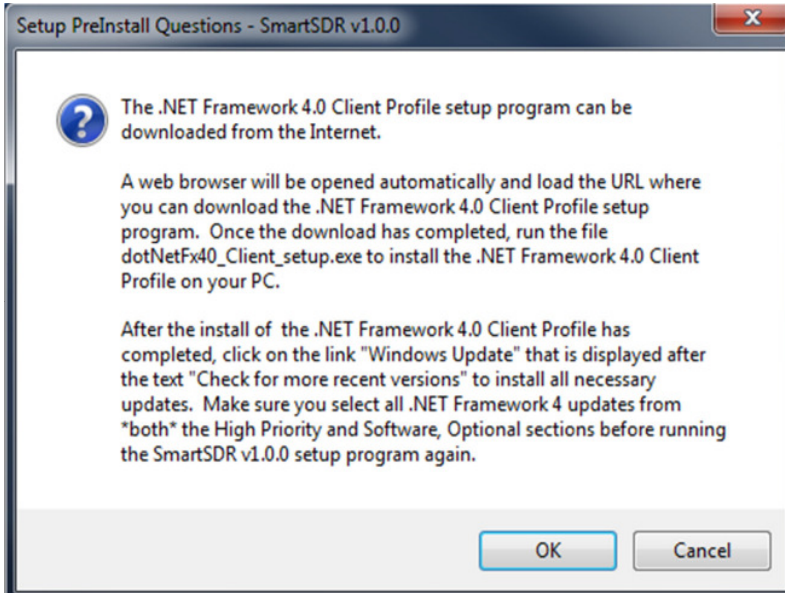 Setup PreInstall Questions - SmartSDR v1.0.0
The .NET Framework 4.0 Client Profile setup program can be
downloaded from the Internet.
A web browser will be opened automatically and load the URL where
you can download the .NET Framework 4.0 Client Profile setup
program.  Once the download has completed, run the file
dotNetFx40_Client_setup.exe to install the .NET Framework 4.0 Client
Profile on your PC.
After the install of  the .NET Framework 4.0 Client Profile has
completed, click on the link "Windows Update" that is displayed after
the text "Check for more recent versions" to install all necessary
updates.  Make sure you select all .NET Framework 4 updates from
*both* the High Priority and Software, Optional sections before running
the SmartSDR v1.0.0 setup program again.
OK
Cancel